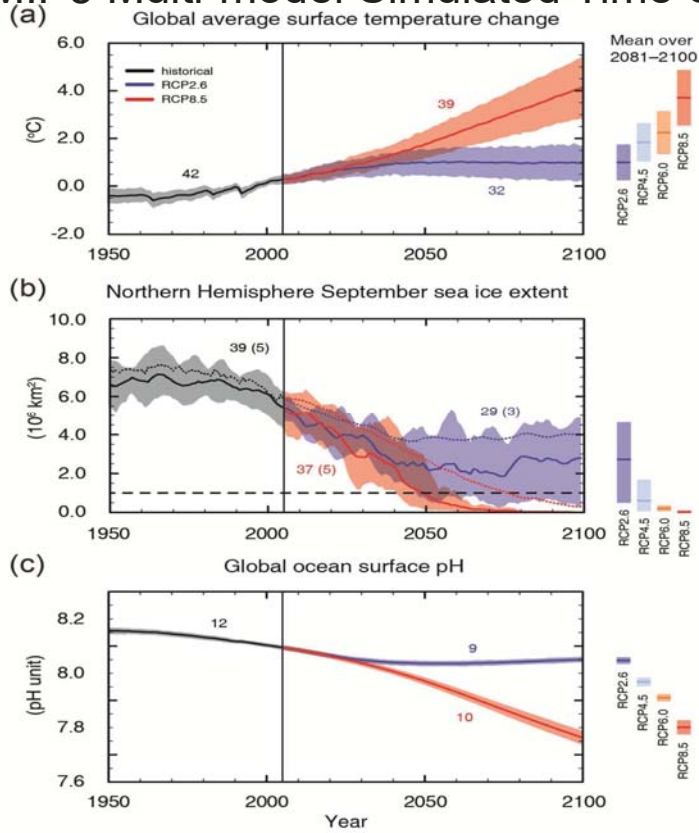 Multi-model Simulated Time
(a)
Global average surface temperature change
Mean over
2081–2100
6.0
4.0
2.0
0.0
-2.0
(ºC)
historical
RCP2.6
RCP8.5
42
39
32
1950
2000
2050
2100
RCP2.6
RCP4.5
RCP6.0
RCP8.5
(b)
Northern Hemisphere September sea ice extent
10.0
8.0
6.0
4.0
2.0
0.0
(10⁶ km²)
39 (5)
29 (3)
37 (5)
1950
2000
2050
2100
RCP2.6
RCP4.5
RCP6.0
RCP8.5
(c)
Global ocean surface pH
8.2
8.0
7.8
7.6
(pH unit)
12
9
10
1950
2000
2050
2100
Year
RCP2.6
RCP4.5
RCP6.0
RCP8.5